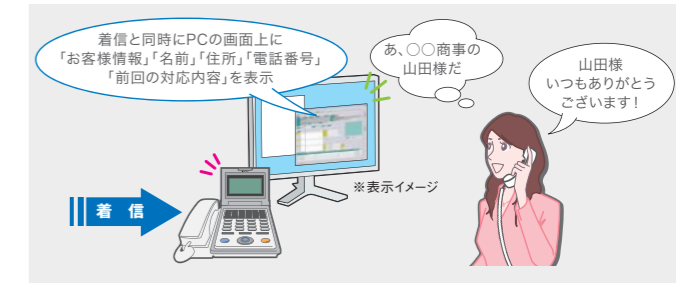 着信と同時にPCの画面上に
「お客様情報」「名前」「住所」「電話番号」
「前回の対応内容」を表示
あ、○○商事の
山田様だ
山田様
いつもありがとう
ございます！
※表示イメージ
着 信